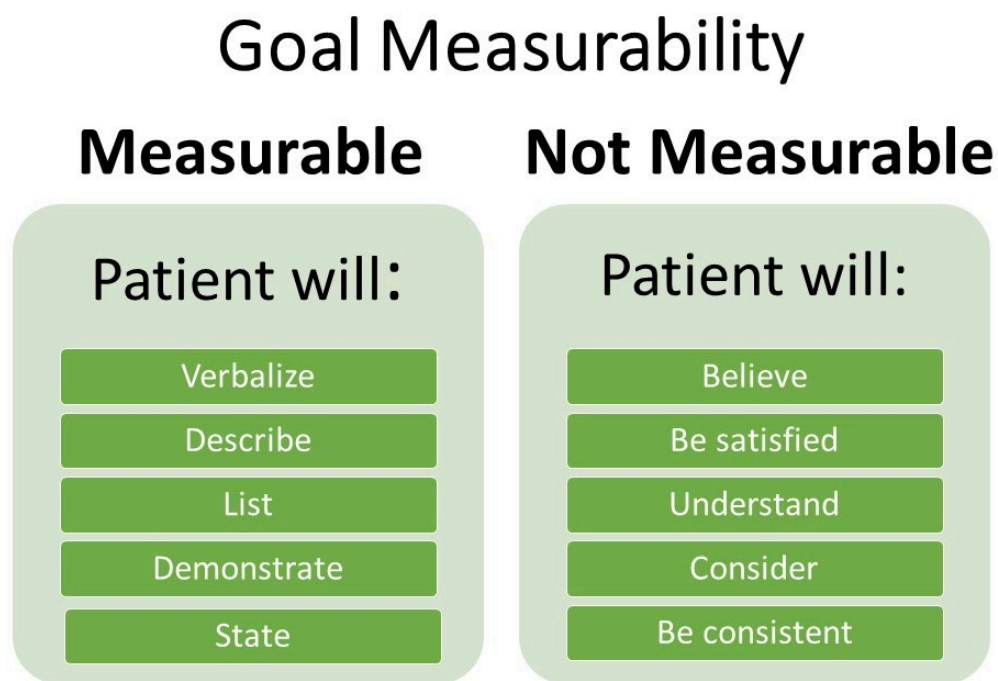 Goal Measurability
Measurable
Patient will:
Verbalize
Describe
List
Demonstrate
State
Not Measurable
Patient will:
Believe
Be satisfied
Understand
Consider
Be consistent